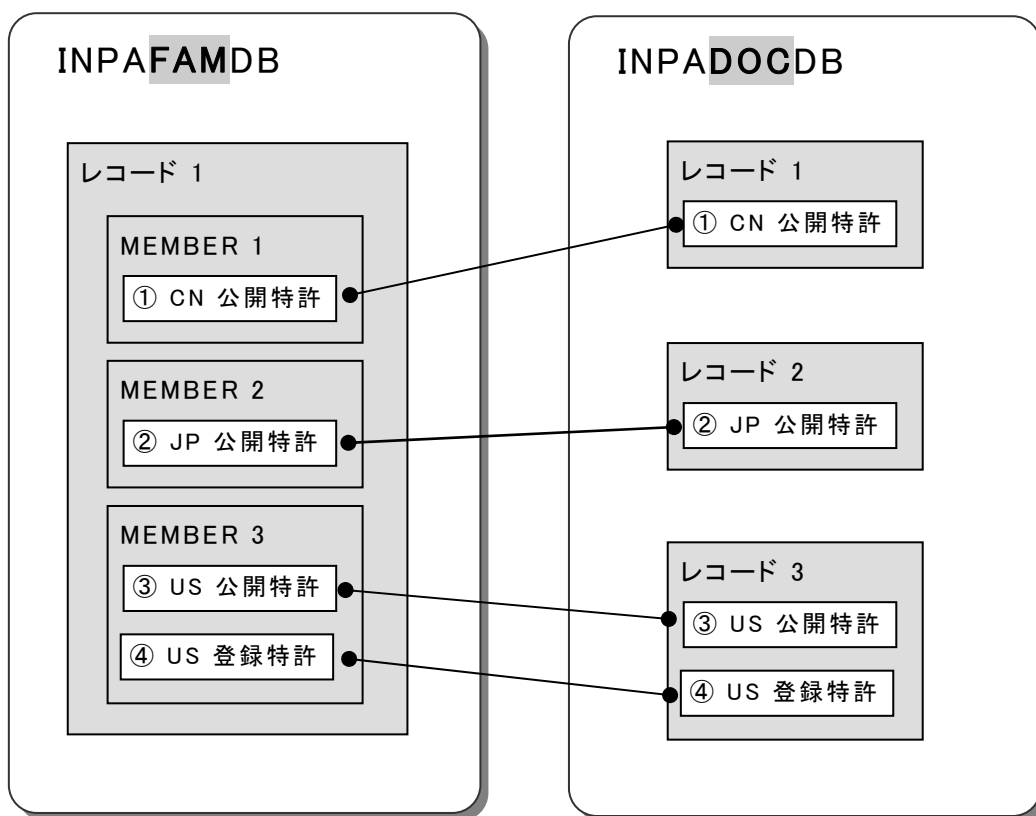 INPAFAMDB
レコード 1
MEMBER 1
① CN 公開特許
MEMBER 2
② JP 公開特許
MEMBER 3
③ US 公開特許
④ US 登録特許
INPADOCDB
レコード 1
① CN 公開特許
レコード 2
② JP 公開特許
レコード 3
③ US 公開特許
④ US 登録特許